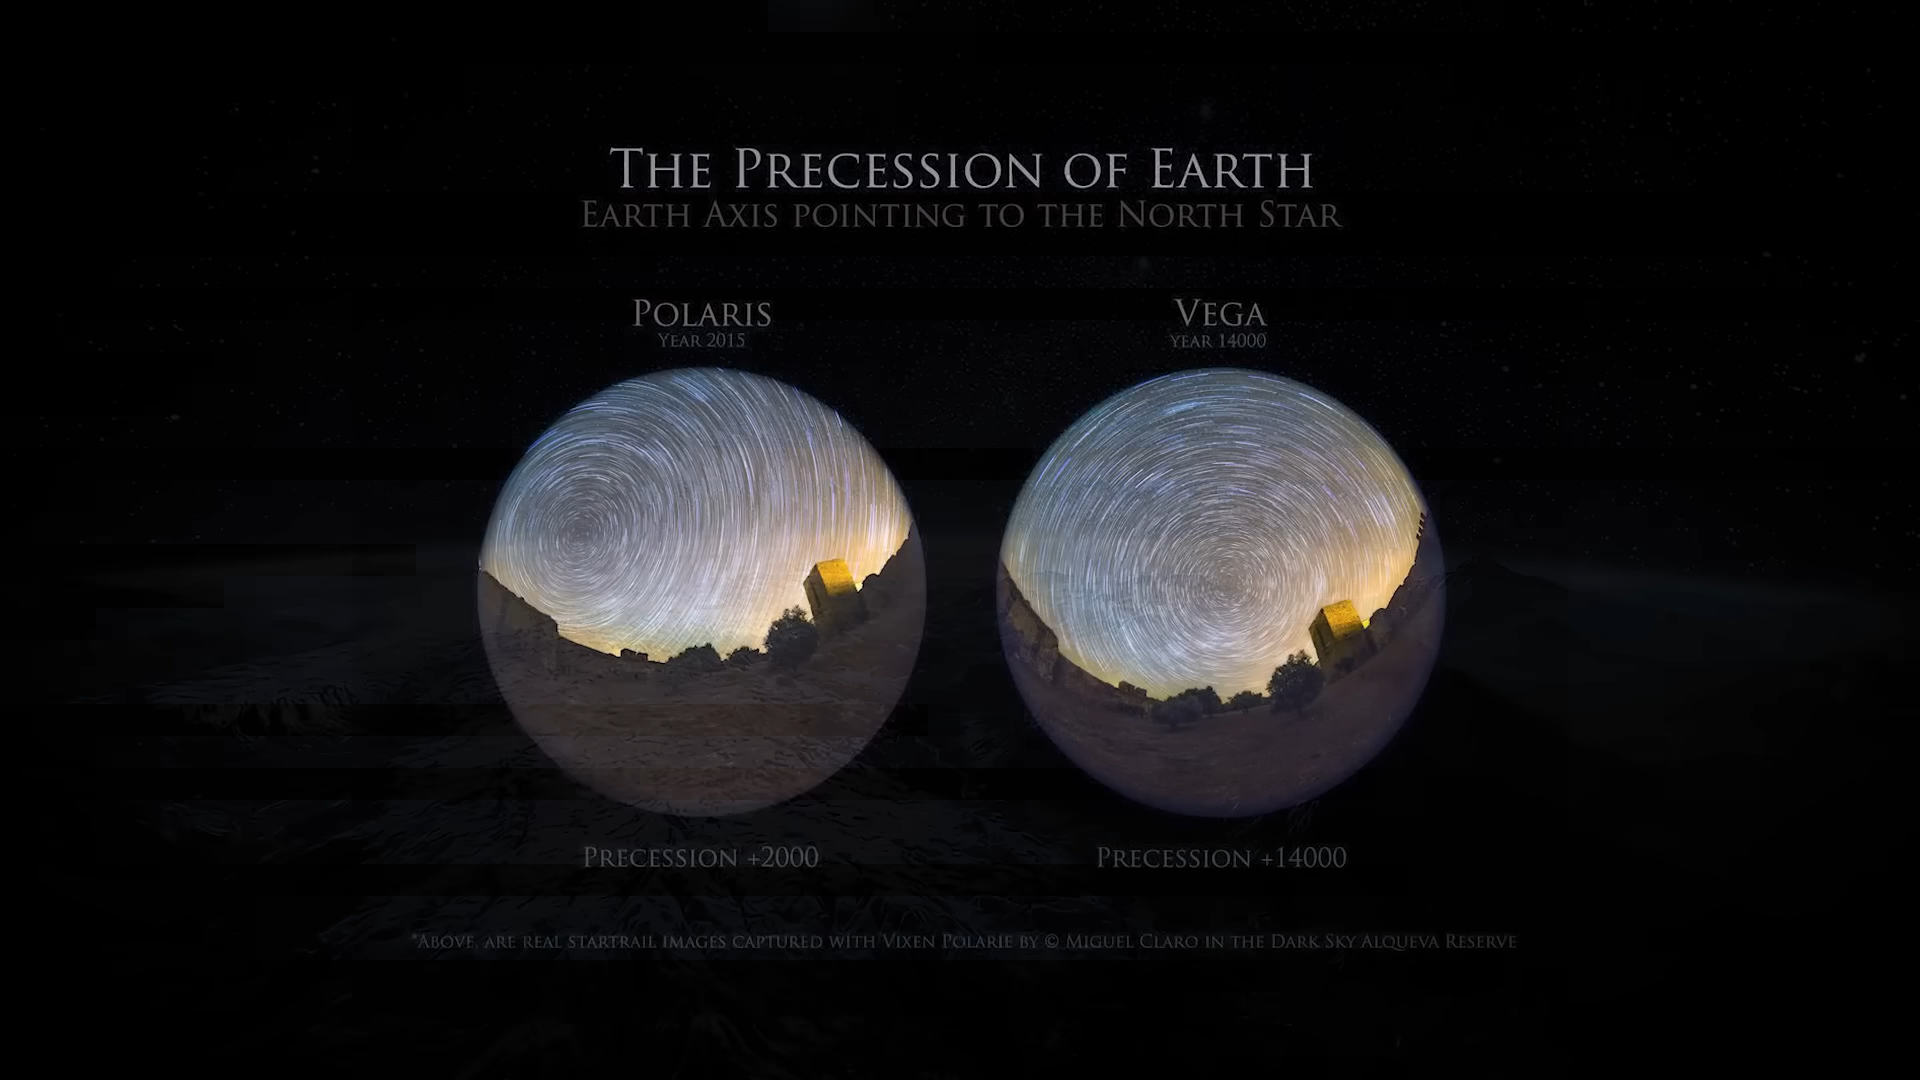 The Precession of Earth
Earth Axis pointing to the North Star
Polaris
Year 2015
Vega
Year 14000
Precession +2000
Precession +14000
*Above, are real startrail images captured with Vixen Polarie by © Miguel Claro in the Dark Sky Alqueva Reserve